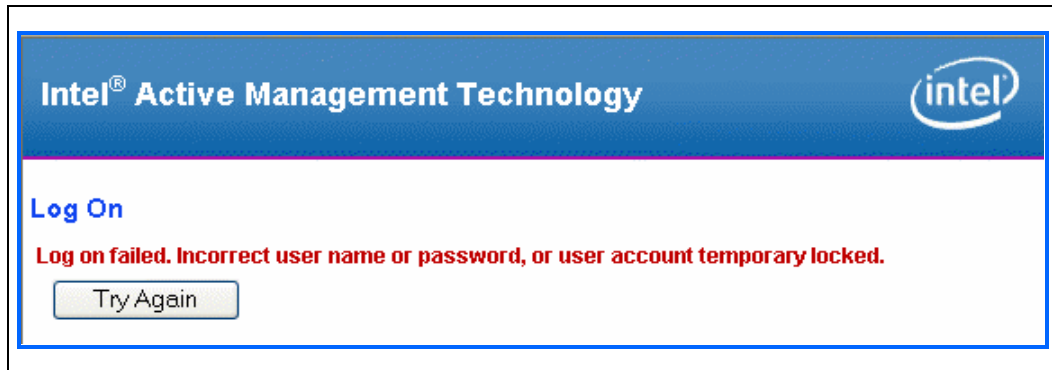 Intel® Active Management Technology
intel
Log On
Log on failed. Incorrect user name or password, or user account temporary locked.
Try Again